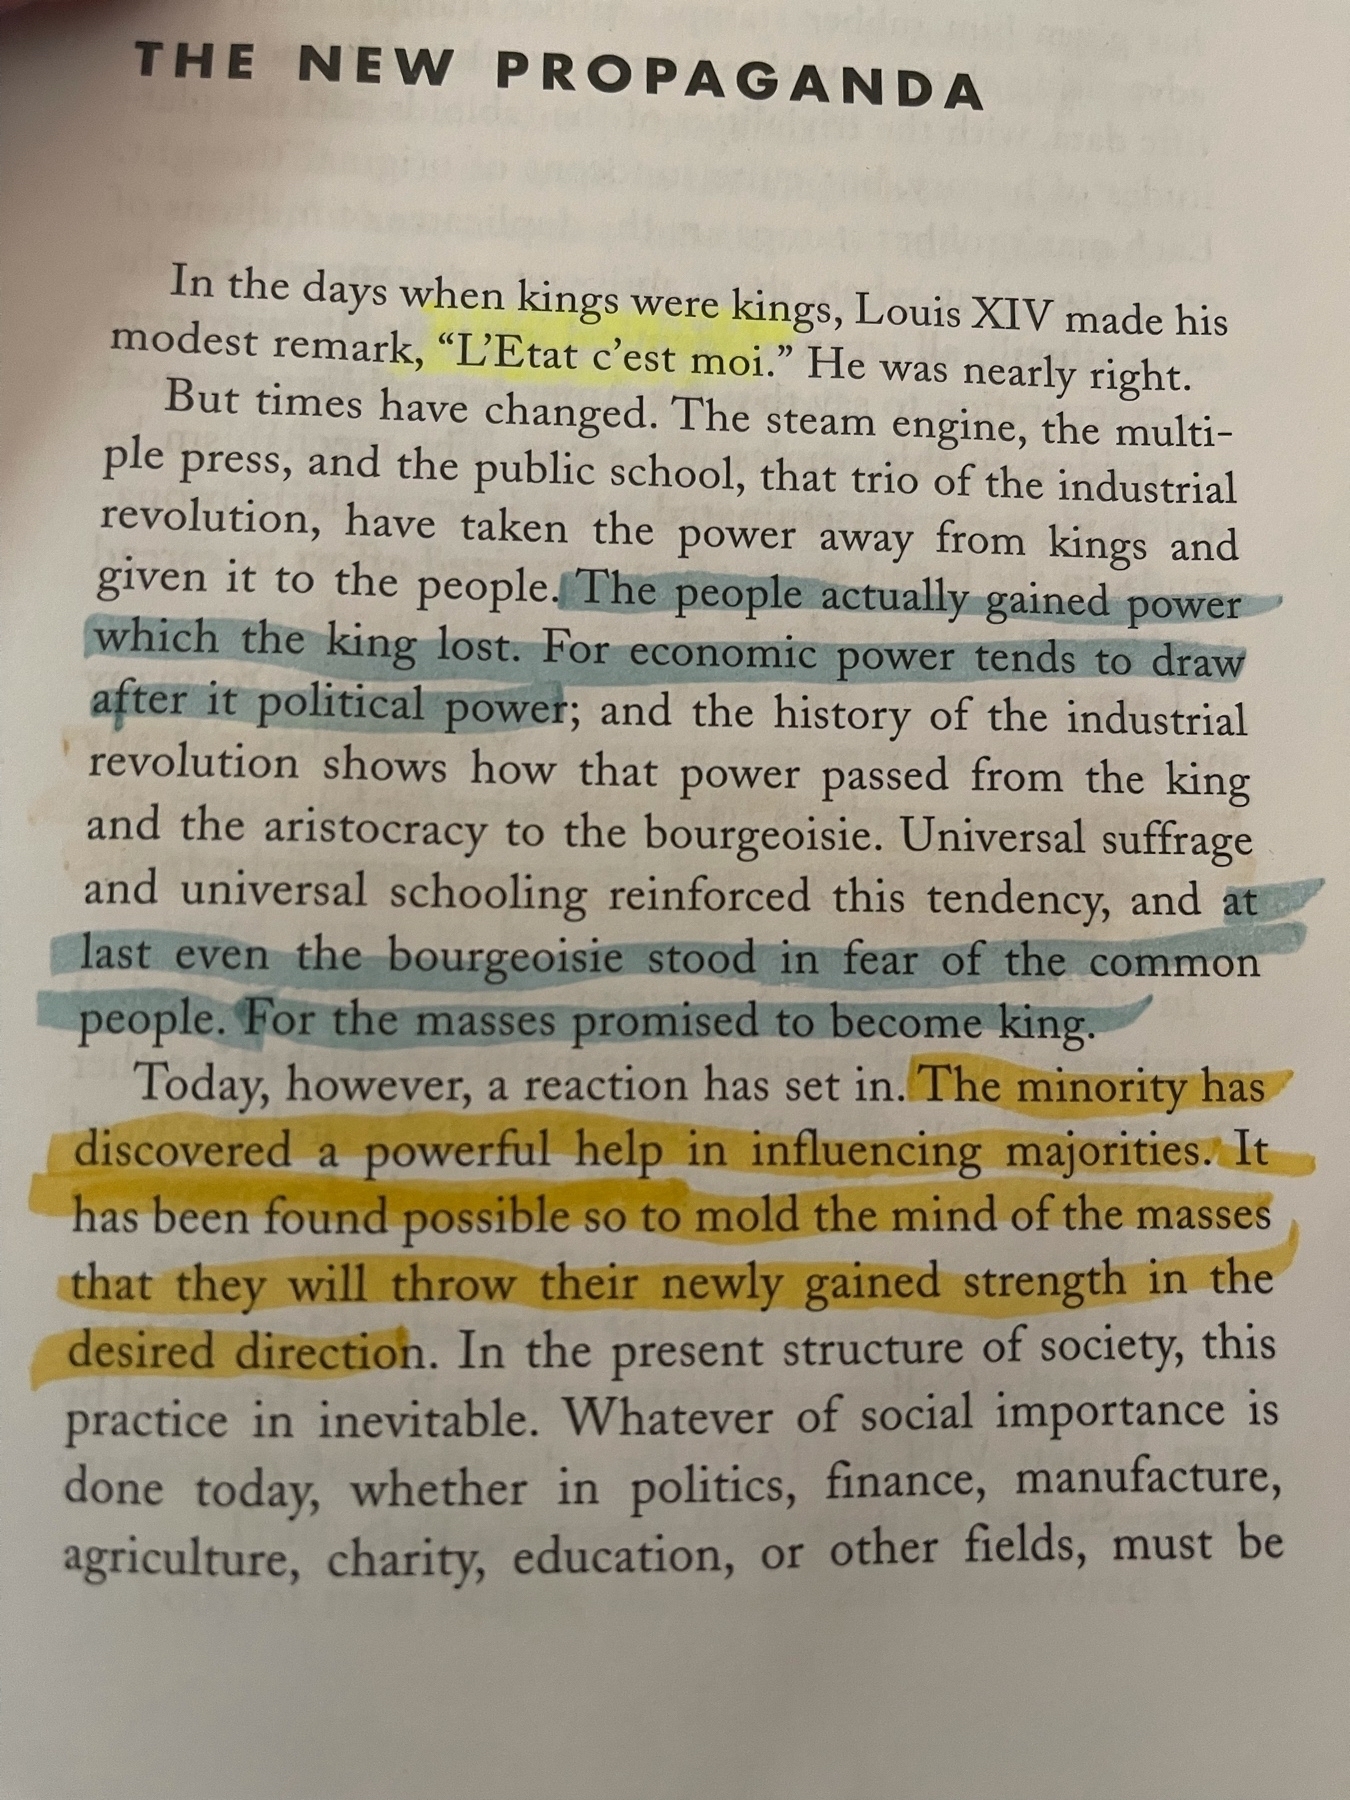 THE NEW PROPAGANDA
In the days when kings were kings, Louis XIV made his
modest remark, “L’Etat c’est moi.” He was nearly right.
But times have changed. The steam engine, the multi-
ple press, and the public school, that trio of the industrial
revolution, have taken the power away from kings and
given it to the people. The people actually gained power
which the king lost. For economic power tends to draw
after it political power; and the history of the industrial
revolution shows how that power passed from the king
and the aristocracy to the bourgeoisie. Universal suffrage
and universal schooling reinforced this tendency, and at
last even the bourgeoisie stood in fear of the common
people. For the masses promised to become king.
Today, however, a reaction has set in. The minority has
discovered a powerful help in influencing majorities. It
has been found possible so to mold the mind of the masses
that they will throw their newly gained strength in the
desired direction. In the present structure of society, this
practice in inevitable. Whatever of social importance is
done today, whether in politics, finance, manufacture,
agriculture, charity, education, or other fields, must be